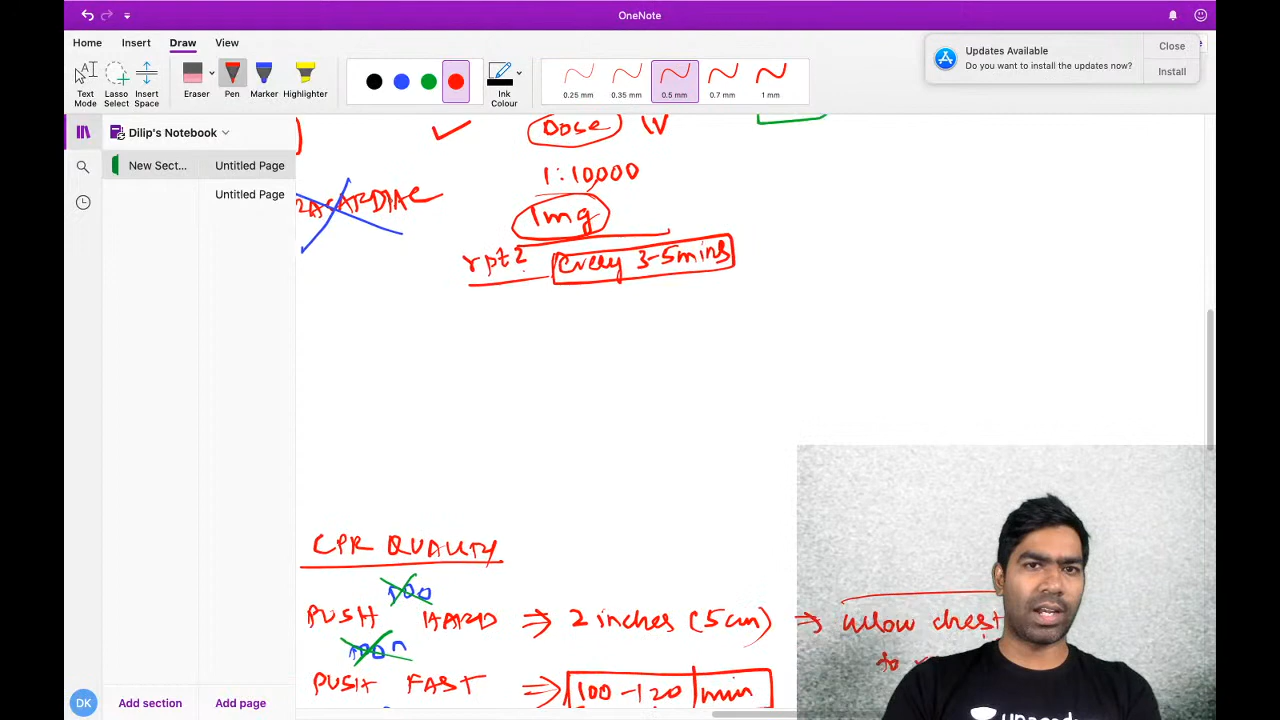 OneNote
Home Insert Draw View
Updates Available
Do you want to install the updates now?
Close
Install
Text Mode
Lasso Select
Insert Space
Eraser
Pen
Marker
Highlighter
Ink Colour
0.25 mm
0.35 mm
0.5 mm
0.7 mm
1 mm
Dilip's Notebook
New Sect...
Untitled Page
Untitled Page
Dose IV
1:10,000
1mg
rpt? every 3-5mins
CPR QUALITY
PUSH HARD ⇒ 2 inches (5cm) ⇒ allow chest
to
PUSH FAST ⇒ 100-120 min
DK
Add section
Add page